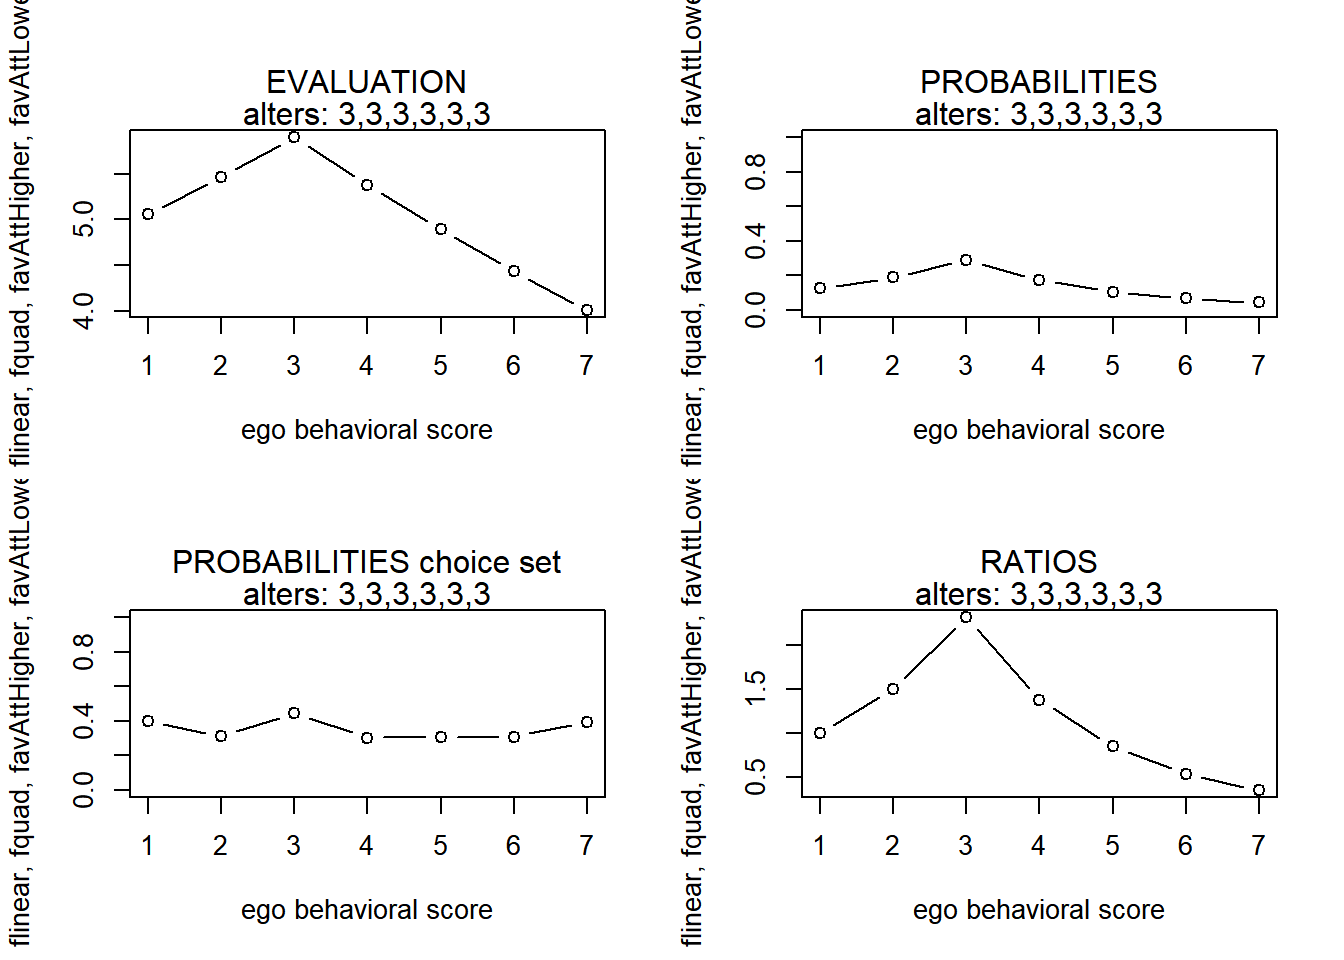 EVALUATION
alters: 3,3,3,3,3,3
flinear, fquad, favAttHigher, favAttLowe
5.0
4.0
1 2 3 4 5 6 7
ego behavioral score
PROBABILITIES
alters: 3,3,3,3,3,3
flinear, fquad, favAttHigher, favAttLowe
0.8
0.4
0.0
1 2 3 4 5 6 7
ego behavioral score
PROBABILITIES choice set
alters: 3,3,3,3,3,3
flinear, fquad, favAttHigher, favAttLowe
0.8
0.4
0.0
1 2 3 4 5 6 7
ego behavioral score
RATIOS
alters: 3,3,3,3,3,3
flinear, fquad, favAttHigher, favAttLowe
1.5
0.5
1 2 3 4 5 6 7
ego behavioral score